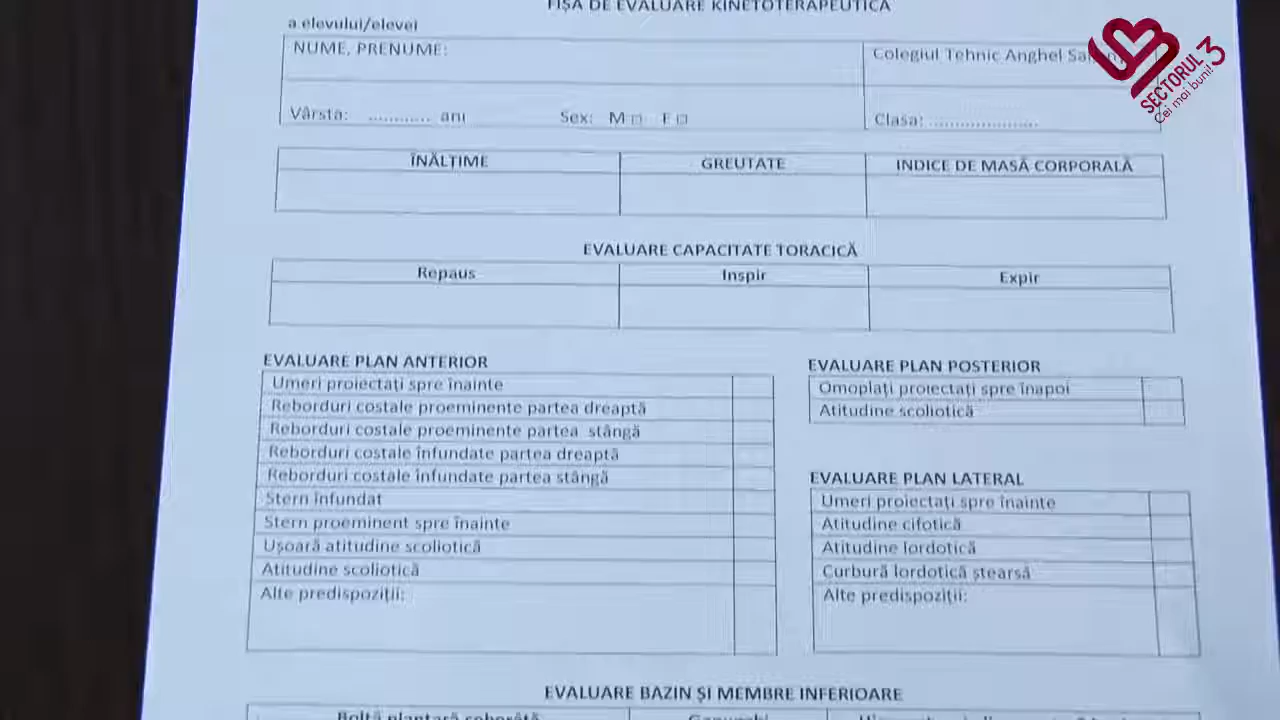 FIȘA DE EVALUARE KINETOTERAPEUTICĂ
a elevului/elevei
NUME, PRENUME:
Colegiul Tehnic Anghel
Vârsta: ............ ani Sex: M □ F □
Clasa: ....................
SECTORUL 3
Cei mai buni!
ÎNĂLȚIME GREUTATE INDICE DE MASĂ CORPORALĂ
EVALUARE CAPACITATE TORACICĂ
Repaus Inspir Expir
EVALUARE PLAN ANTERIOR
Umeri proiectați spre înainte
Reborduri costale proeminente partea dreaptă
Reborduri costale proeminente partea stângă
Reborduri costale înfundate partea dreaptă
Reborduri costale înfundate partea stângă
Stern înfundat
Stern proeminent spre înainte
Ușoară atitudine scoliotică
Atitudine scoliotică
Alte predispoziții:
EVALUARE PLAN POSTERIOR
Omoplați proiectați spre înapoi
Atitudine scoliotică
EVALUARE PLAN LATERAL
Umeri proiectați spre înainte
Atitudine cifotică
Atitudine lordotică
Curbură lordotică ștearsă
Alte predispoziții:
EVALUARE BAZIN ȘI MEMBRE INFERIOARE
Boltă plantară